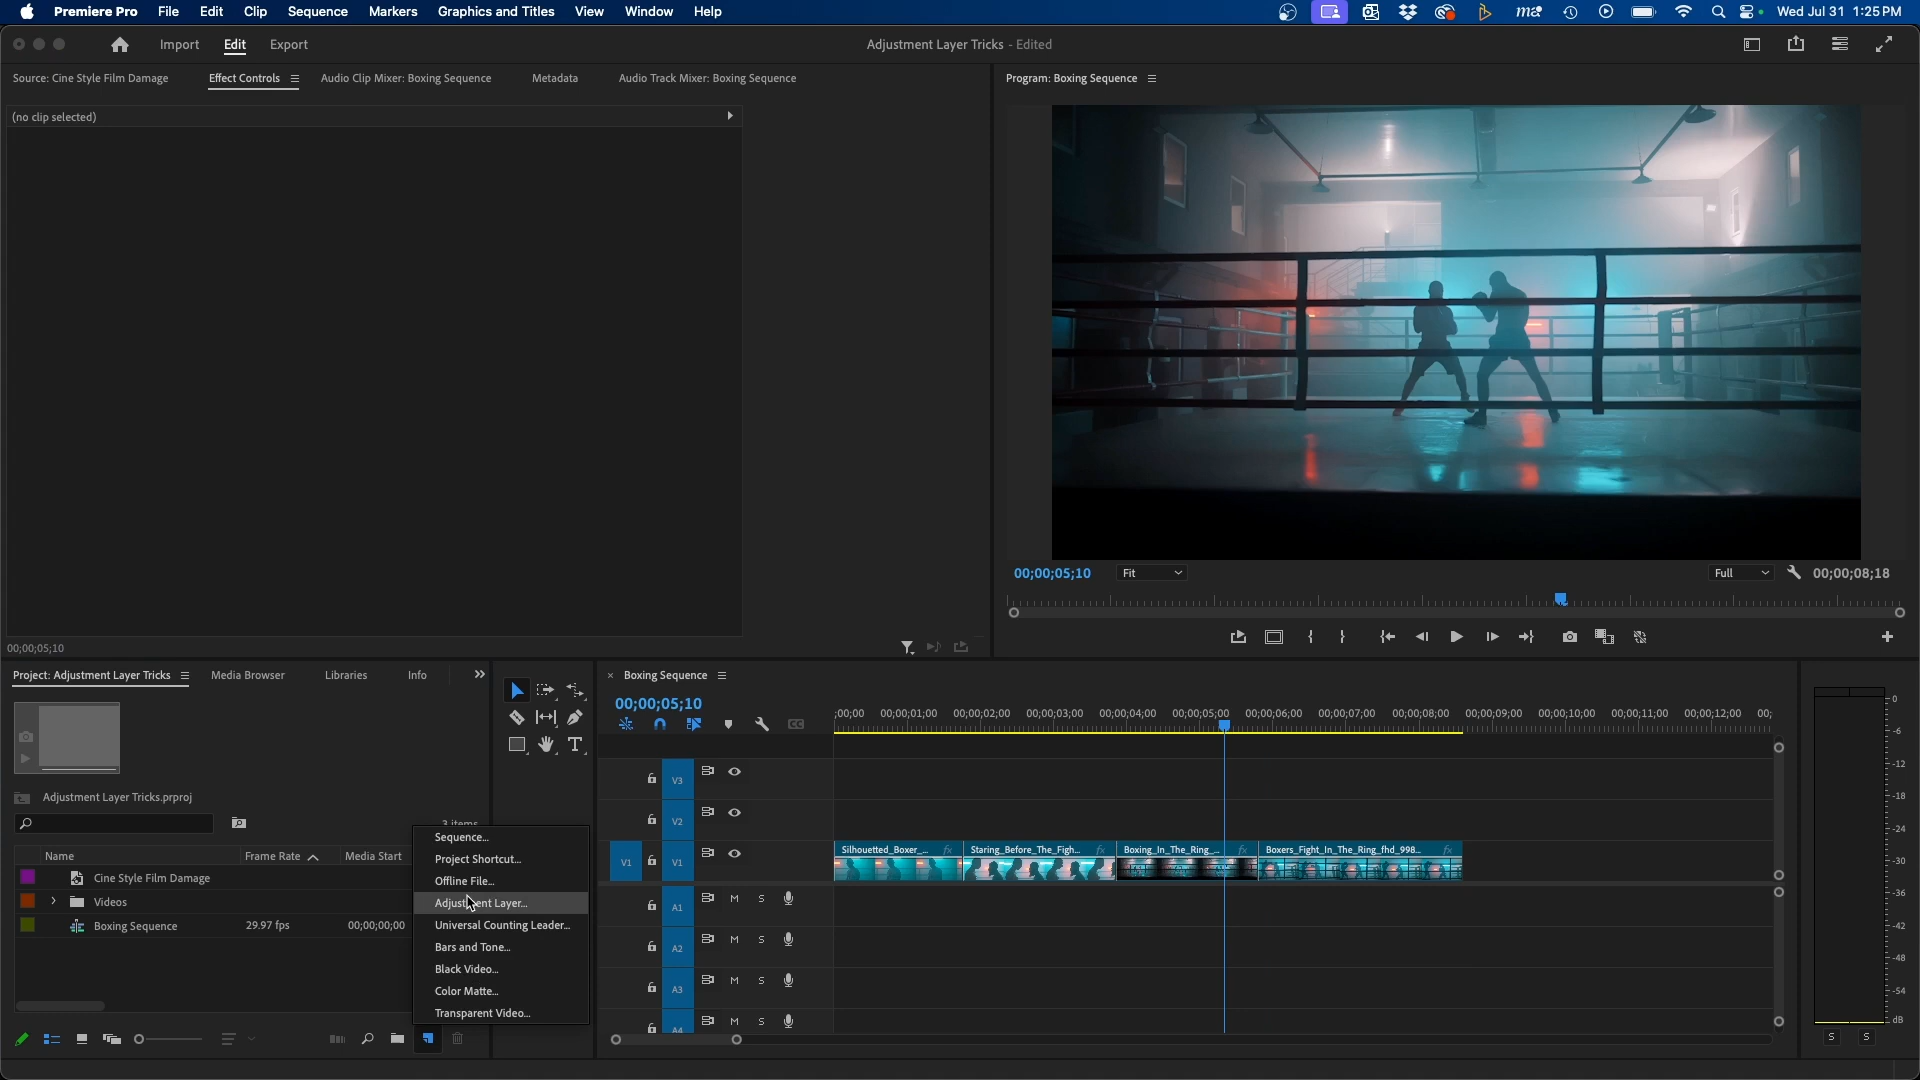 Premiere Pro File Edit Clip Sequence Markers Graphics and Titles View Window Help Wed Jul 31 1:25 PM
Import Edit Export Adjustment Layer Tricks - Edited
Source: Cine Style Film Damage Effect Controls Audio Clip Mixer: Boxing Sequence Metadata Audio Track Mixer: Boxing Sequence
Program: Boxing Sequence
(no clip selected)
00;00;05;10 Fit Full 00;00;08;18
00;00;05;10
Project: Adjustment Layer Tricks Media Browser Libraries Info
Boxing Sequence
00;00;05;10
;00;00 00;00;01;00 00;00;02;00 00;00;03;00 00;00;04;00 00;00;05;00 00;00;06;00 00;00;07;00 00;00;08;00 00;00;09;00 00;00;10;00 00;00;11;00 00;00;12;00 00;
Adjustment Layer Tricks.prproj
3 items
Name Frame Rate Media Start
Cine Style Film Damage
Videos
Boxing Sequence 29.97 fps 00;00;00;00
Sequence...
Project Shortcut...
Offline File...
Adjustment Layer...
Universal Counting Leader...
Bars and Tone...
Black Video...
Color Matte...
Transparent Video...
V3
V2
V1 V1
Silhouetted_Boxer_... fx Staring_Before_The_Figh... fx Boxing_In_The_Ring_... fx Boxers_Fight_In_The_Ring_fhd_998... fx
A1 M S
A2 M S
A3 M S
A4 M S
0
-6
-12
-18
-24
-30
-36
-42
-48
-54
dB
S S